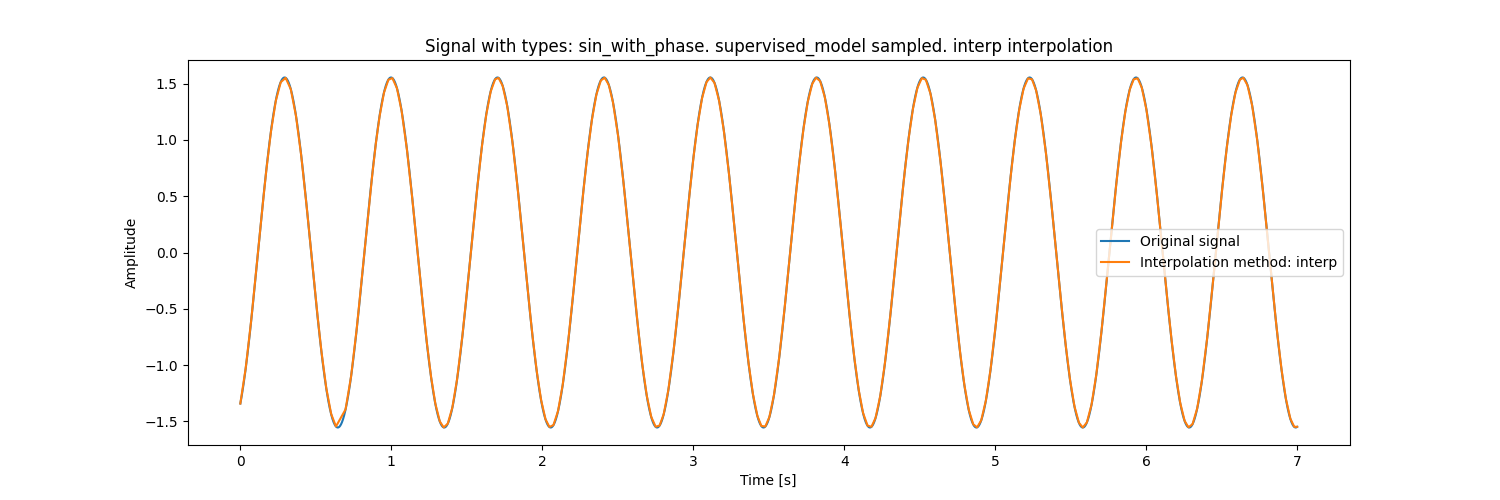 Signal with types: sin_with_phase. supervised_model sampled. interp interpolation
Amplitude
1.5
1.0
0.5
0.0
−0.5
−1.0
−1.5
Original signal
Interpolation method: interp
0 1 2 3 4 5 6 7
Time [s]